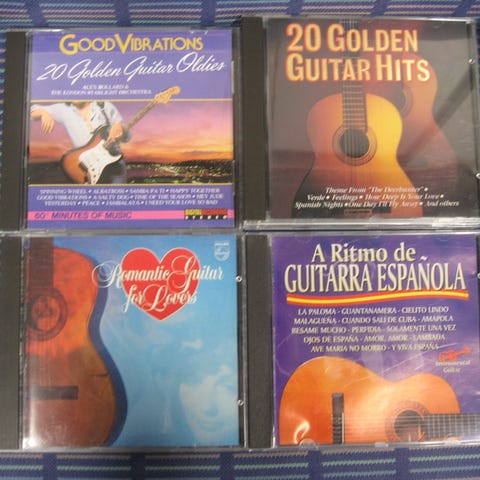 GOOD VIBRATIONS
20 Golden Guitar Oldies
ALEX BOLLARD &
THE LONDON STARLIGHT ORCHESTRA
SPINNING WHEEL • ALBATROSS • SAMBA PA TI • HAPPY TOGETHER
GOOD VIBRATIONS • A SALTY DOG • TIME OF THE SEASON • HEY JUDE
YESTERDAY • PEACE • JAMBALAYA • I NEED YOUR LOVE SO BAD
60+ MINUTES OF MUSIC
DIGITAL
STEREO
20 GOLDEN
GUITAR HITS
Theme From "The Deerhunter"
Verde • Feelings • How Deep Is Your Love
Spanish Nights • One Day I'll Fly Away • And others
PHILIPS
Romantic Guitar
for Lovers
A Ritmo de
GUITARRA ESPAÑOLA
LA PALOMA - GUANTANAMERA - CIELITO LINDO
MALAGUEÑA - CUANDO SALI DE CUBA - AMAPOLA
BESAME MUCHO - PERFIDIA - SOLAMENTE UNA VEZ
OJOS DE ESPAÑA - AMOR, AMOR - LAMBADA
AVE MARIA NO MORRO - Y VIVA ESPAÑA
Instrumental
Guitar